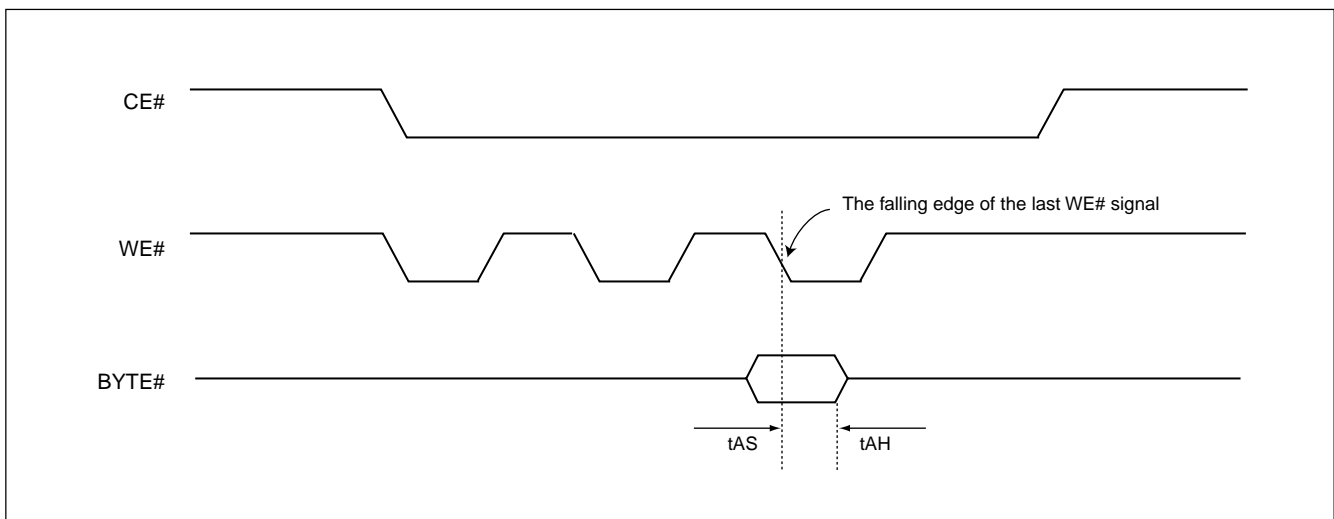 CE#
The falling edge of the last WE# signal
WE#
BYTE#
tAS
tAH